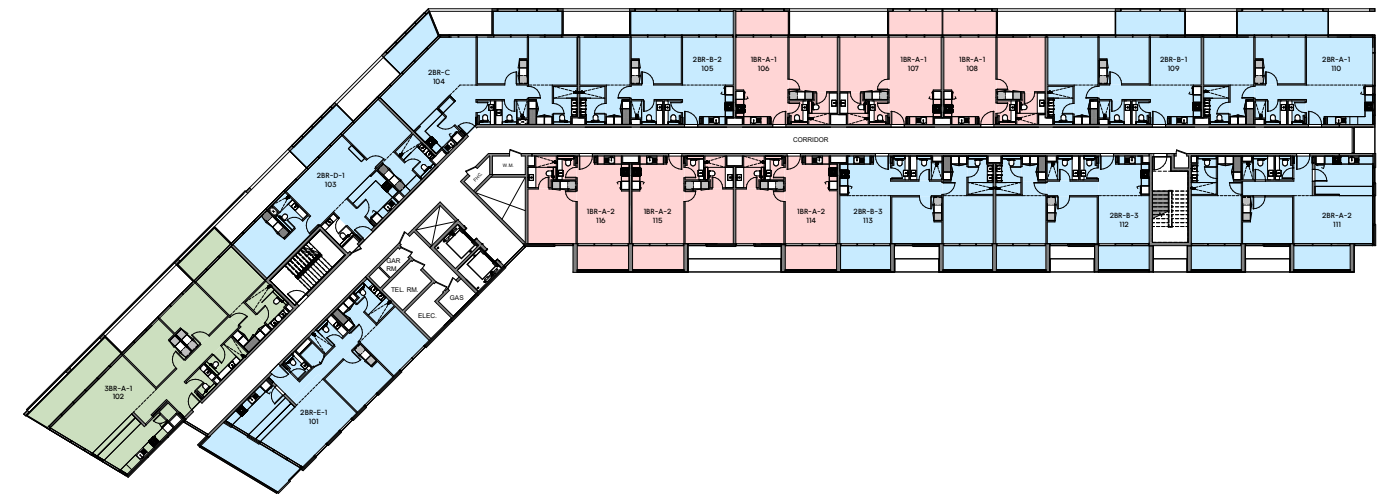 2BR-C
104
2BR-B-2
105
1BR-A-1
106
1BR-A-1
107
1BR-A-1
108
2BR-B-1
109
2BR-A-1
110
CORRIDOR
W.M.
2BR-D-1
103
1BR-A-2
116
1BR-A-2
115
1BR-A-2
114
2BR-B-3
113
2BR-B-3
112
2BR-A-2
111
GAR
RM.
TEL. RM.
GAS
ELEC.
3BR-A-1
102
2BR-E-1
101